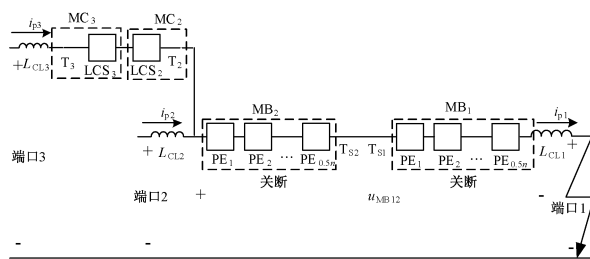 i_p3 MC_3 MC_2
+ L_CL3 T_3 LCS_3 LCS_2 T_2
i_p2 MB_2 MB_1 i_p1
+ L_CL2 T_S2 T_S1 L_CL1 +
端口3 PE_1 PE_2 … PE_0.5n PE_1 PE_2 … PE_0.5n
关断 关断
端口2 + u_MB12 - 端口1
- - -